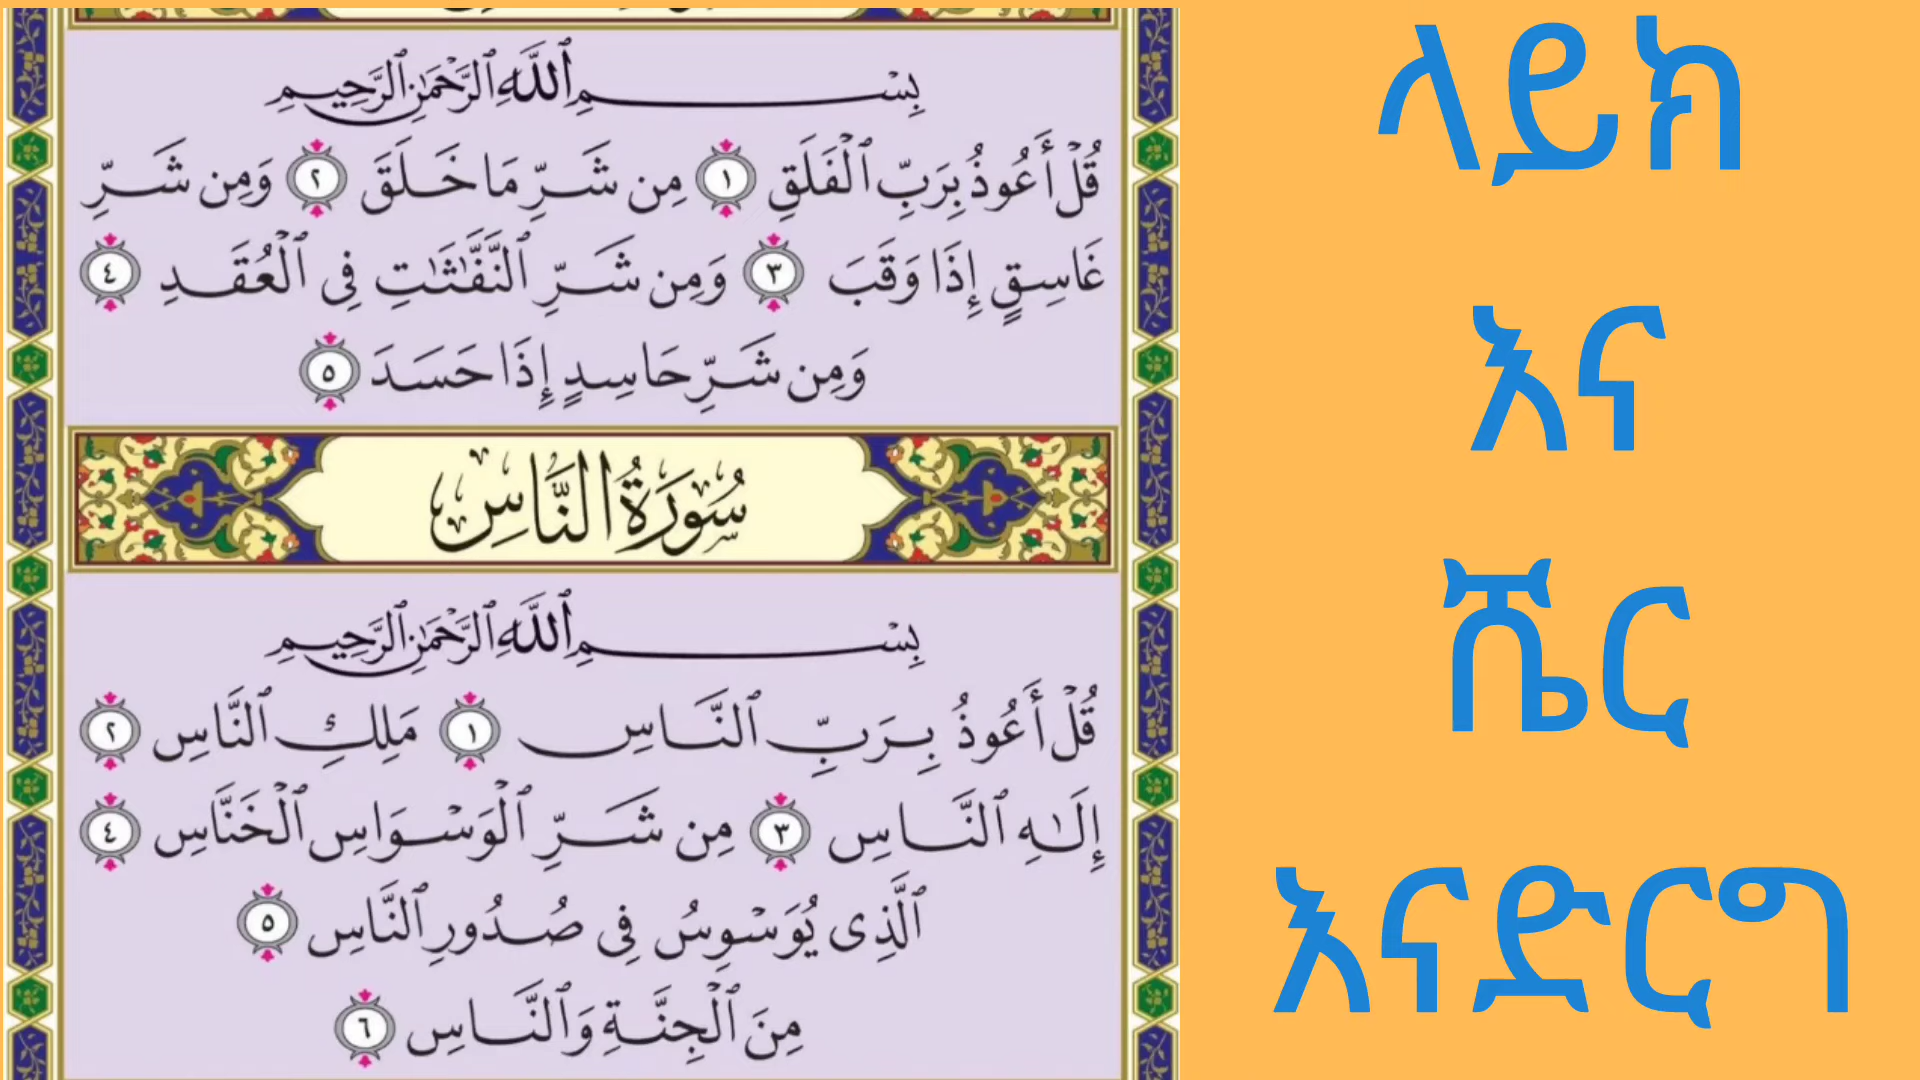 بِسْمِ ٱللَّهِ ٱلرَّحْمَٰنِ ٱلرَّحِيمِ
قُلْ أَعُوذُ بِرَبِّ ٱلْفَلَقِ ١ مِن شَرِّ مَا خَلَقَ ٢ وَمِن شَرِّ
غَاسِقٍ إِذَا وَقَبَ ٣ وَمِن شَرِّ ٱلنَّفَّٰثَٰتِ فِى ٱلْعُقَدِ ٤
وَمِن شَرِّ حَاسِدٍ إِذَا حَسَدَ ٥
سُورَةُ النَّاسِ
بِسْمِ ٱللَّهِ ٱلرَّحْمَٰنِ ٱلرَّحِيمِ
قُلْ أَعُوذُ بِرَبِّ ٱلنَّاسِ ١ مَلِكِ ٱلنَّاسِ ٢
إِلَٰهِ ٱلنَّاسِ ٣ مِن شَرِّ ٱلْوَسْوَاسِ ٱلْخَنَّاسِ ٤
ٱلَّذِى يُوَسْوِسُ فِى صُدُورِ ٱلنَّاسِ ٥
مِنَ ٱلْجِنَّةِ وَٱلنَّاسِ ٦
ላይክ
እና
ሼር
እናድርግ